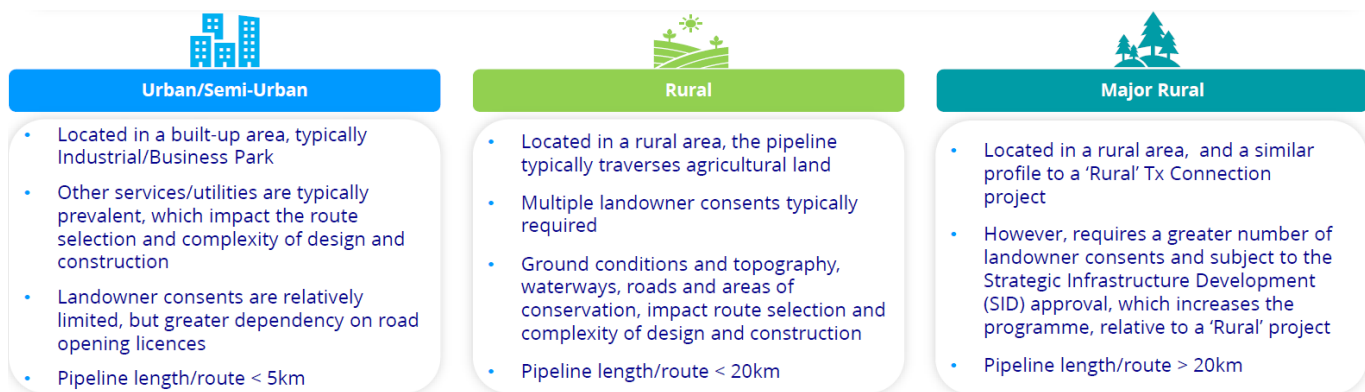 Urban/Semi-Urban
• Located in a built-up area, typically
Industrial/Business Park
• Other services/utilities are typically
prevalent, which impact the route
selection and complexity of design and
construction
• Landowner consents are relatively
limited, but greater dependency on road
opening licences
• Pipeline length/route < 5km
Rural
• Located in a rural area, the pipeline
typically traverses agricultural land
• Multiple landowner consents typically
required
• Ground conditions and topography,
waterways, roads and areas of
conservation, impact route selection and
complexity of design and construction
• Pipeline length/route < 20km
Major Rural
• Located in a rural area, and a similar
profile to a ‘Rural’ Tx Connection
project
• However, requires a greater number of
landowner consents and subject to the
Strategic Infrastructure Development
(SID) approval, which increases the
programme, relative to a ‘Rural’ project
• Pipeline length/route > 20km